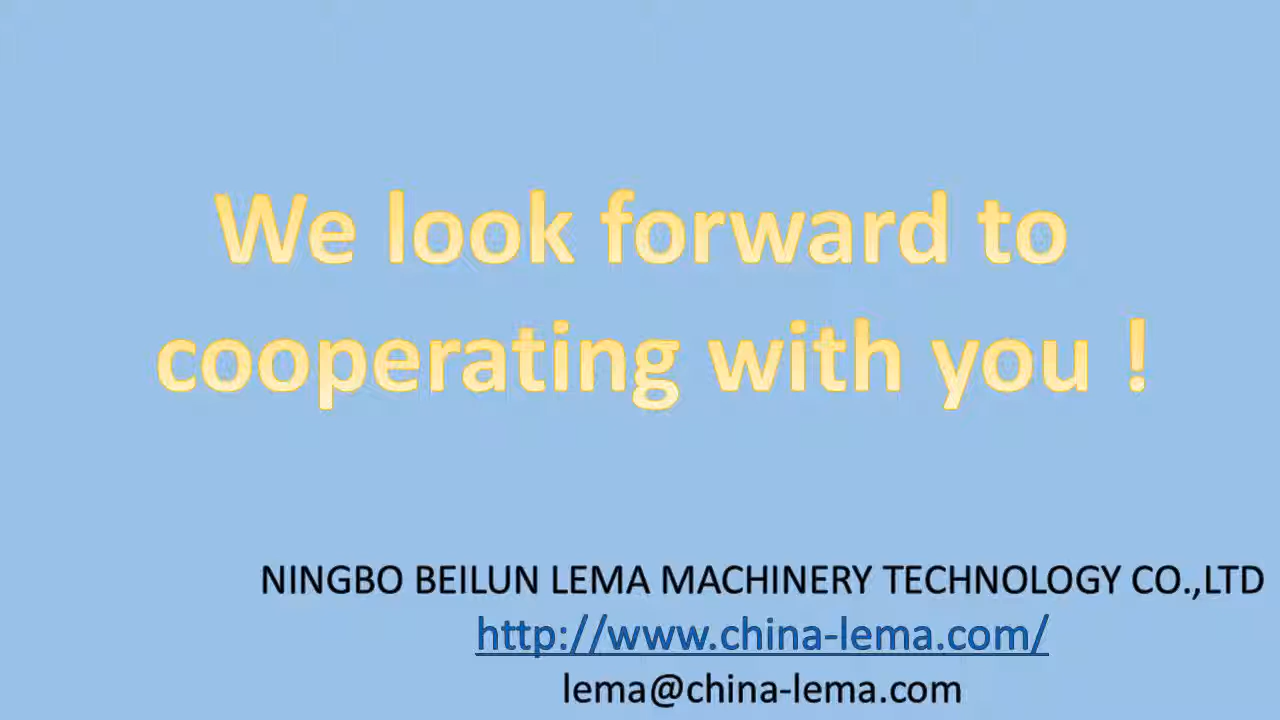 We look forward to
cooperating with you !
NINGBO BEILUN LEMA MACHINERY TECHNOLOGY CO.,LTD
http://www.china-lema.com/
lema@china-lema.com